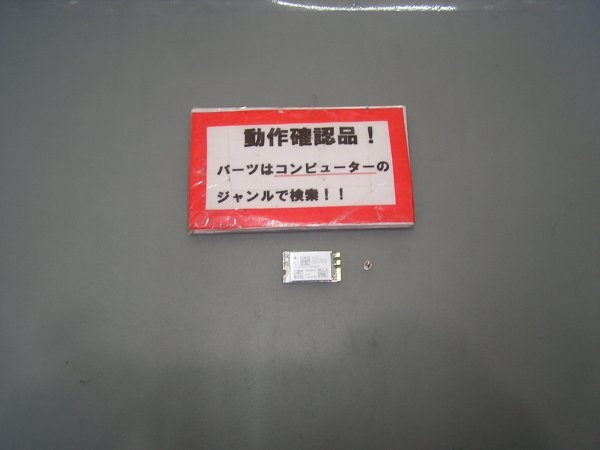 動作確認品！
パーツはコンピューターの
ジャンルで検索！！